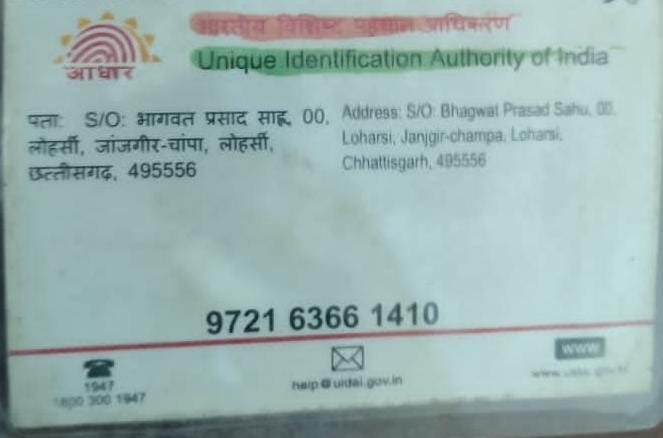 भारतीय विशिष्ट पहचान प्राधिकरण
Unique Identification Authority of India
आधार
पता: S/O: भागवत प्रसाद साहू, 00,
लोहर्सी, जांजगीर-चांपा, लोहर्सी,
छत्तीसगढ़, 495556
Address: S/O: Bhagwat Prasad Sahu, 00,
Loharsi, Janjgir-champa, Loharsi,
Chhattisgarh, 495556
9721 6366 1410
1947
1800 300 1947
help@uidai.gov.in
www